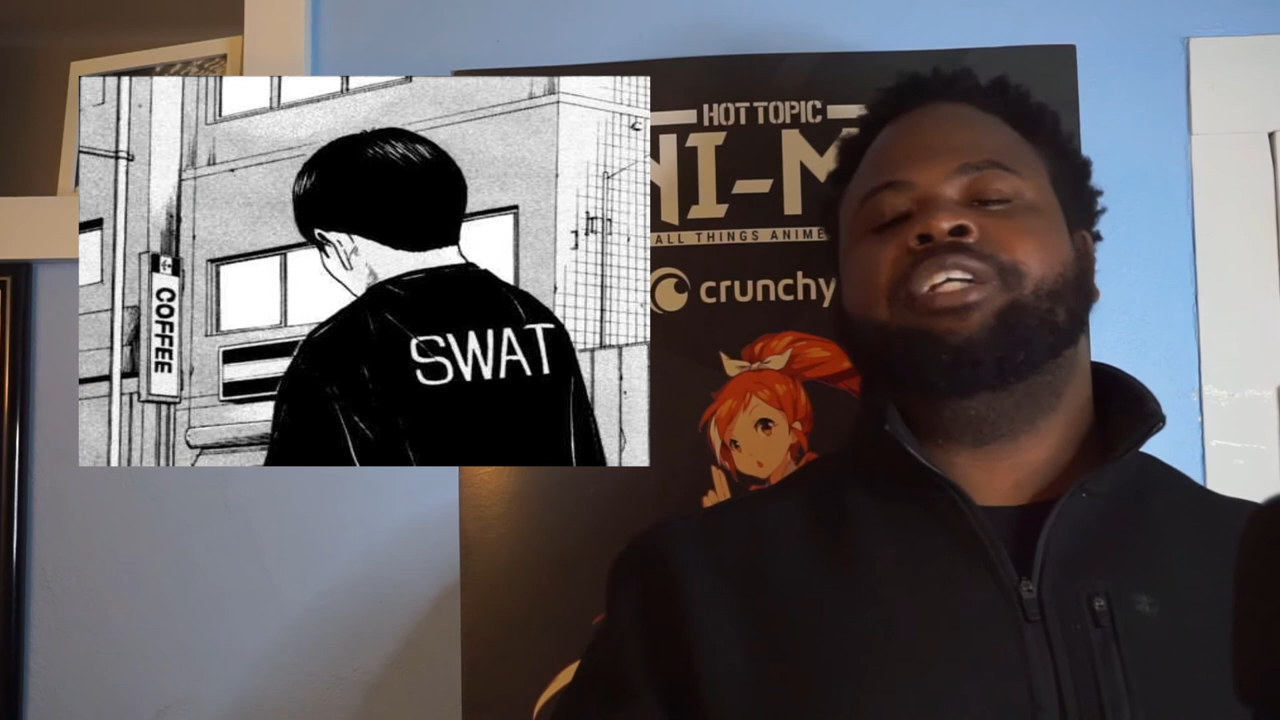 COFFEE
SWAT
HOT TOPIC
NI-M
ALL THINGS ANIME
crunchy